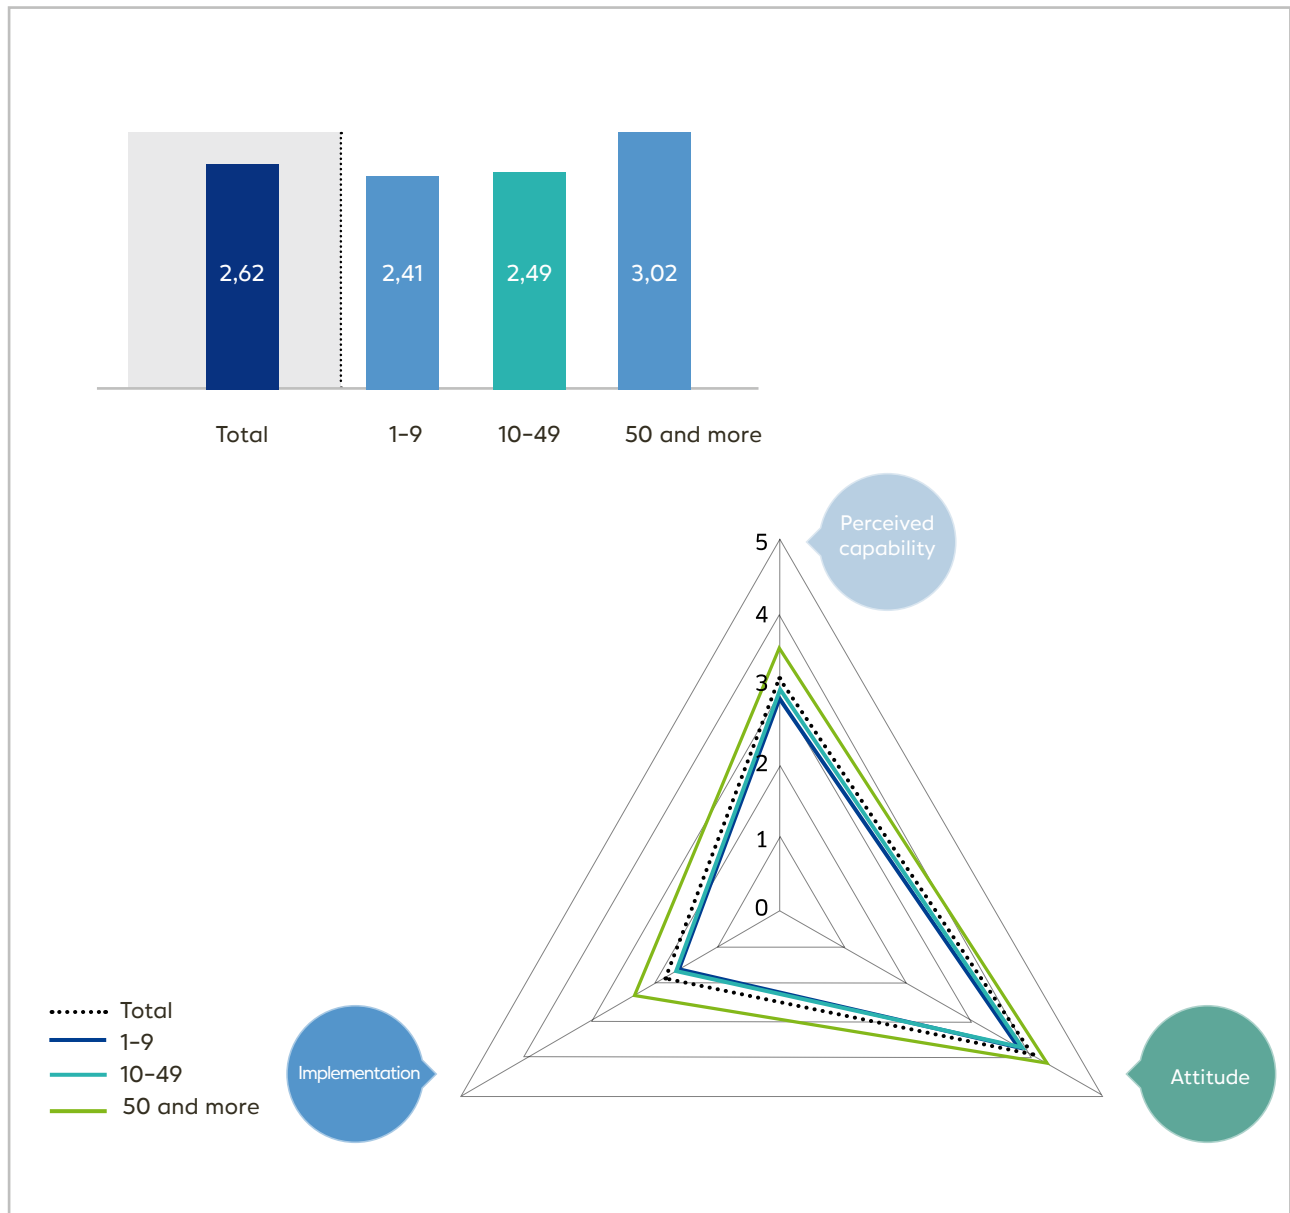 2,62
2,41
2,49
3,02
Total
1–9
10–49
50 and more
Perceived
capability
5
4
3
2
1
0
Total
1–9
10–49
50 and more
Implementation
Attitude